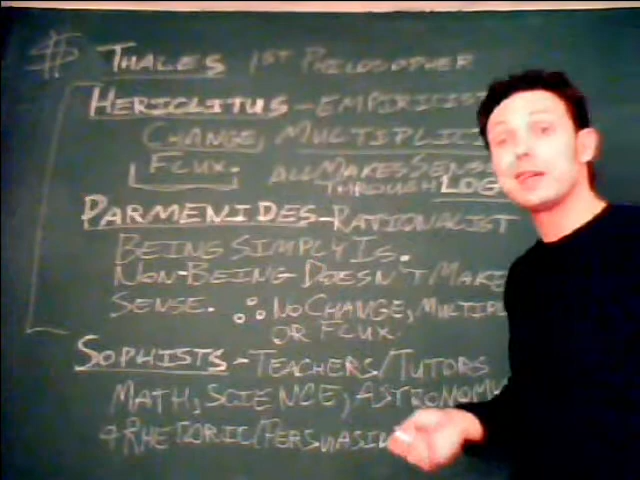 $ THALES 1ST PHILOSOPHER
HERICLITUS - EMPIRICIST
CHANGE, MULTIPLICI
FLUX. ALL MAKES SENSE
THROUGH LOG
PARMENIDES - RATIONALIST
BEING SIMPLY IS.
NON-BEING DOESN'T MAKE
SENSE. ∴ NO CHANGE, MULTIPL
OR FLUX
SOPHISTS - TEACHERS/TUTORS
MATH, SCIENCE, ASTRONOMY
& RHETORIC/PERSUASI